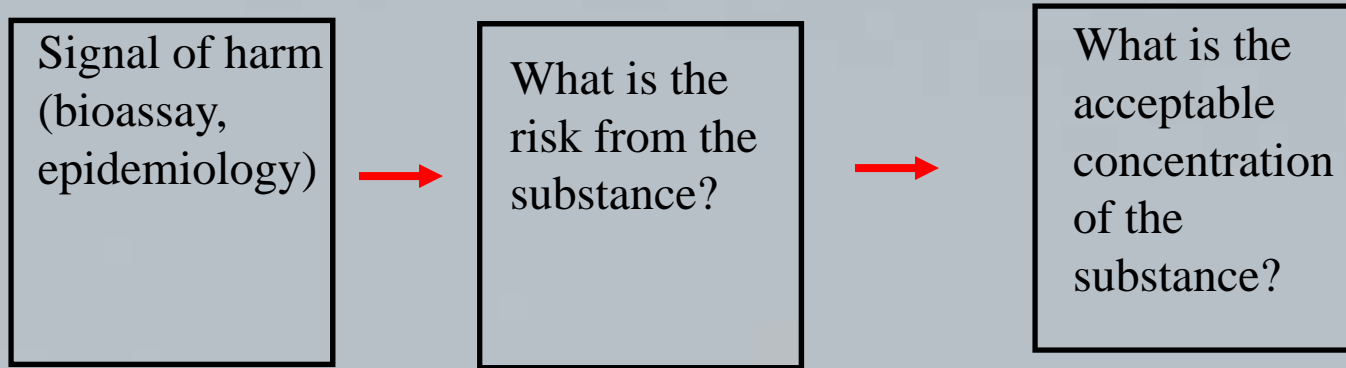 Signal of harm
(bioassay,
epidemiology)
What is the
risk from the
substance?
What is the
acceptable
concentration
of the
substance?